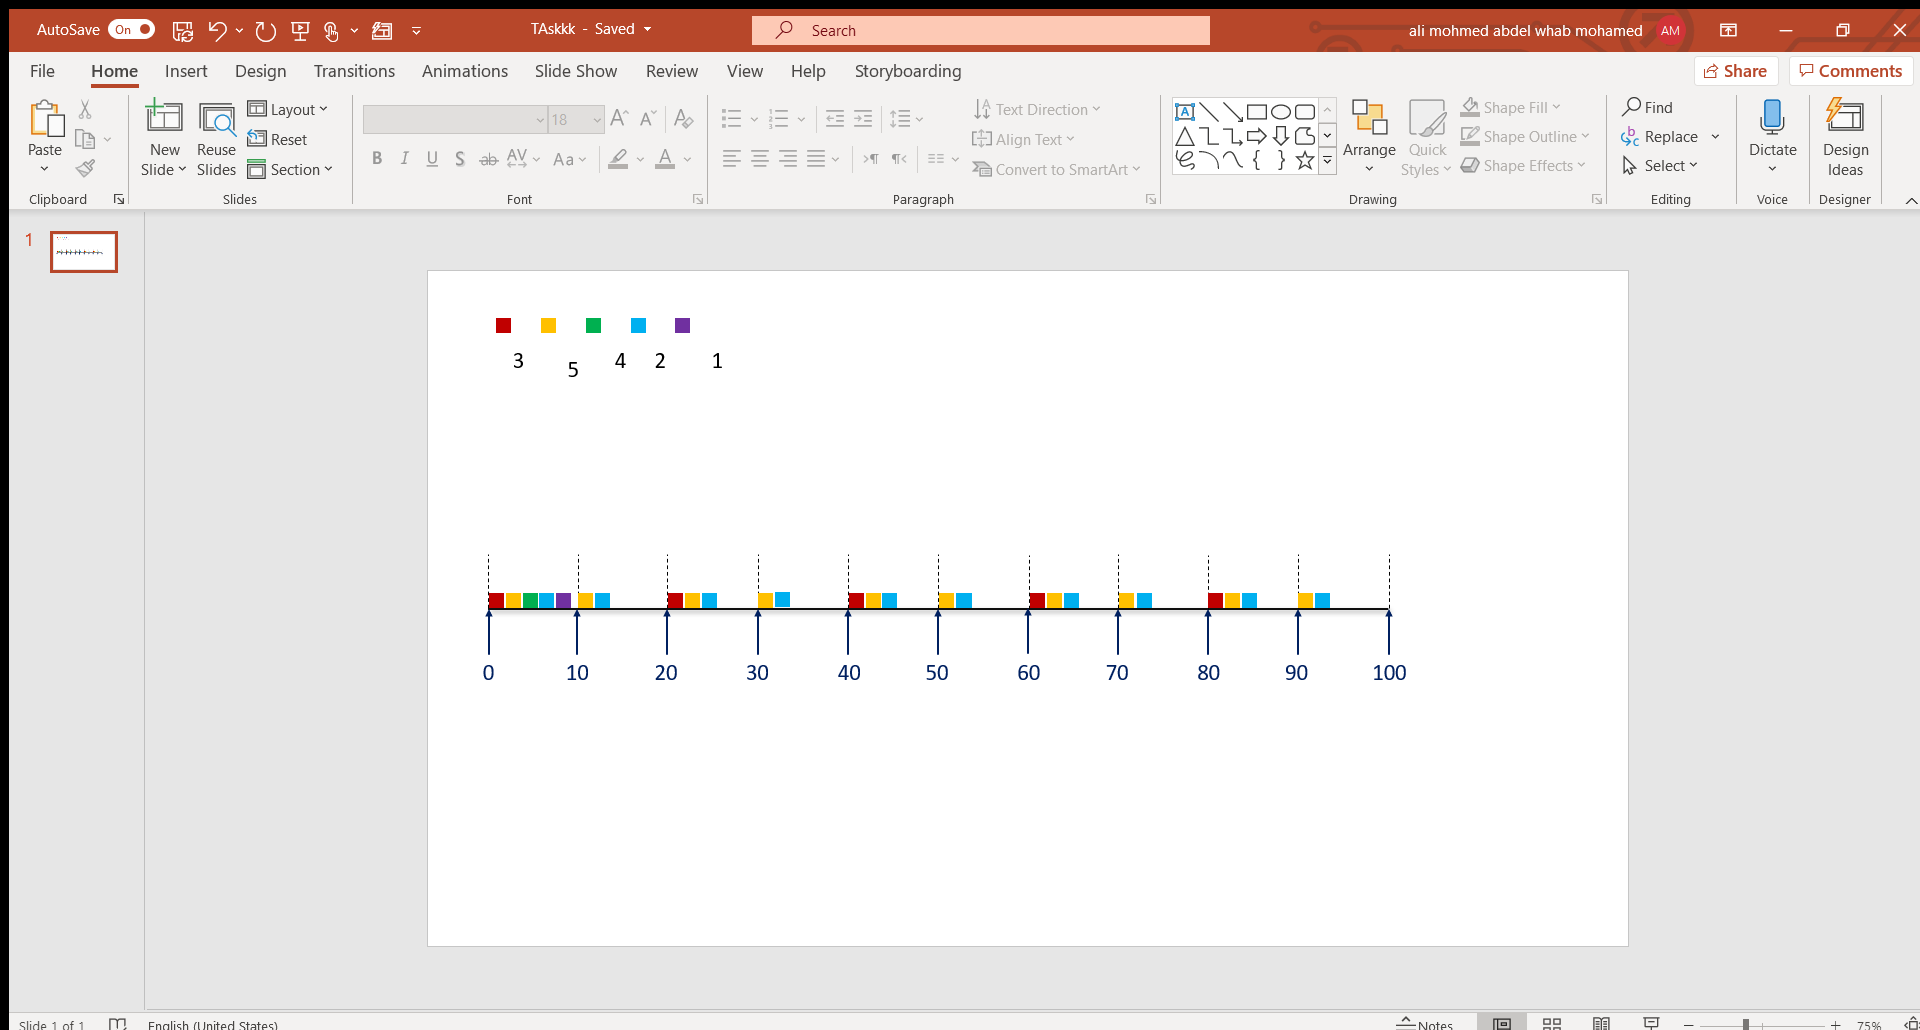 AutoSave On TAskkk - Saved Search ali mohmed abdel whab mohamed AM
File Home Insert Design Transitions Animations Slide Show Review View Help Storyboarding Share Comments
Paste
Clipboard
New Slide
Reuse Slides
Layout
Reset
Section
Slides
18
B I U S ab AV Aa A
Font
Text Direction
Align Text
Convert to SmartArt
Paragraph
Arrange
Quick Styles
Shape Fill
Shape Outline
Shape Effects
Drawing
Find
Replace
Select
Editing
Dictate
Voice
Design Ideas
Designer
1
3 5 4 2 1
0 10 20 30 40 50 60 70 80 90 100
Slide 1 of 1 English (United States) Notes 75%